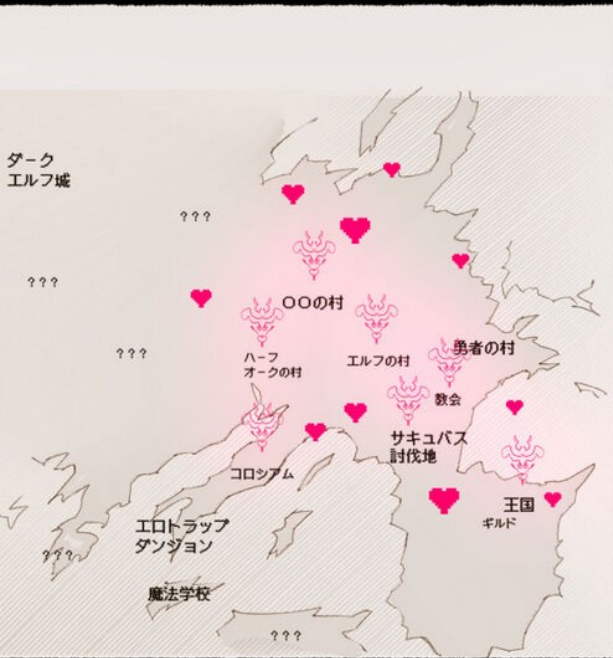 ダーク
エルフ城
???
???
〇〇の村
???
勇者の村
ハーフ
オークの村
エルフの村
教会
サキュバス
討伐地
コロシアム
王国
ギルド
エロトラップ
ダンジョン
???
魔法学校
???